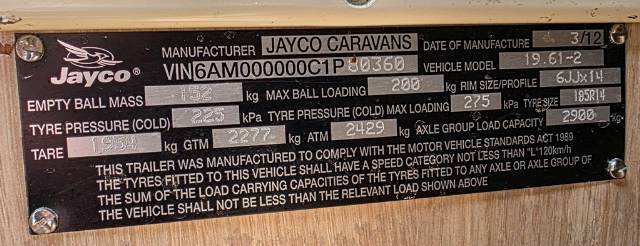 Jayco®
MANUFACTURER JAYCO CARAVANS DATE OF MANUFACTURE 3/12
VIN 6AM000000C1P80360 VEHICLE MODEL 19.61-2
EMPTY BALL MASS 152 kg MAX BALL LOADING 200 kg RIM SIZE/PROFILE 6JJx14
TYRE PRESSURE (COLD) 225 kPa TYRE PRESSURE (COLD) MAX LOADING 275 kPa TYRE SIZE 185R14
TARE kg GTM 2277 kg ATM 2429 kg AXLE GROUP LOAD CAPACITY 2900 kg
THIS TRAILER WAS MANUFACTURED TO COMPLY WITH THE MOTOR VEHICLE STANDARDS ACT 1989
THE TYRES FITTED TO THIS VEHICLE SHALL HAVE A SPEED CATEGORY NOT LESS THAN "L"120km/h
THE SUM OF THE LOAD CARRYING CAPACITIES OF THE TYRES FITTED TO ANY AXLE OR AXLE GROUP OF
THE VEHICLE SHALL NOT BE LESS THAN THE RELEVANT LOAD SHOWN ABOVE